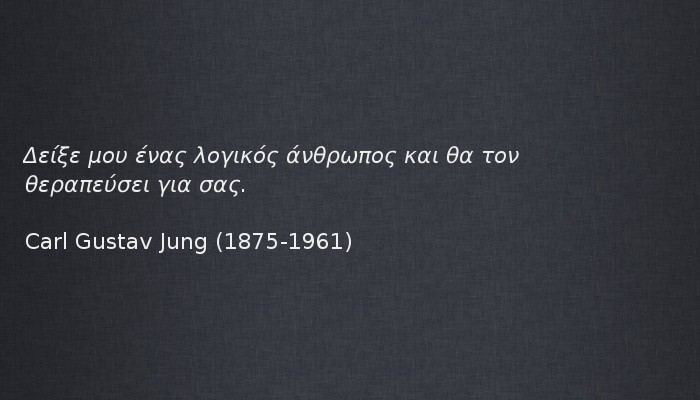 Δείξε μου ένας λογικός άνθρωπος και θα τον
θεραπεύσει για σας.
Carl Gustav Jung (1875-1961)